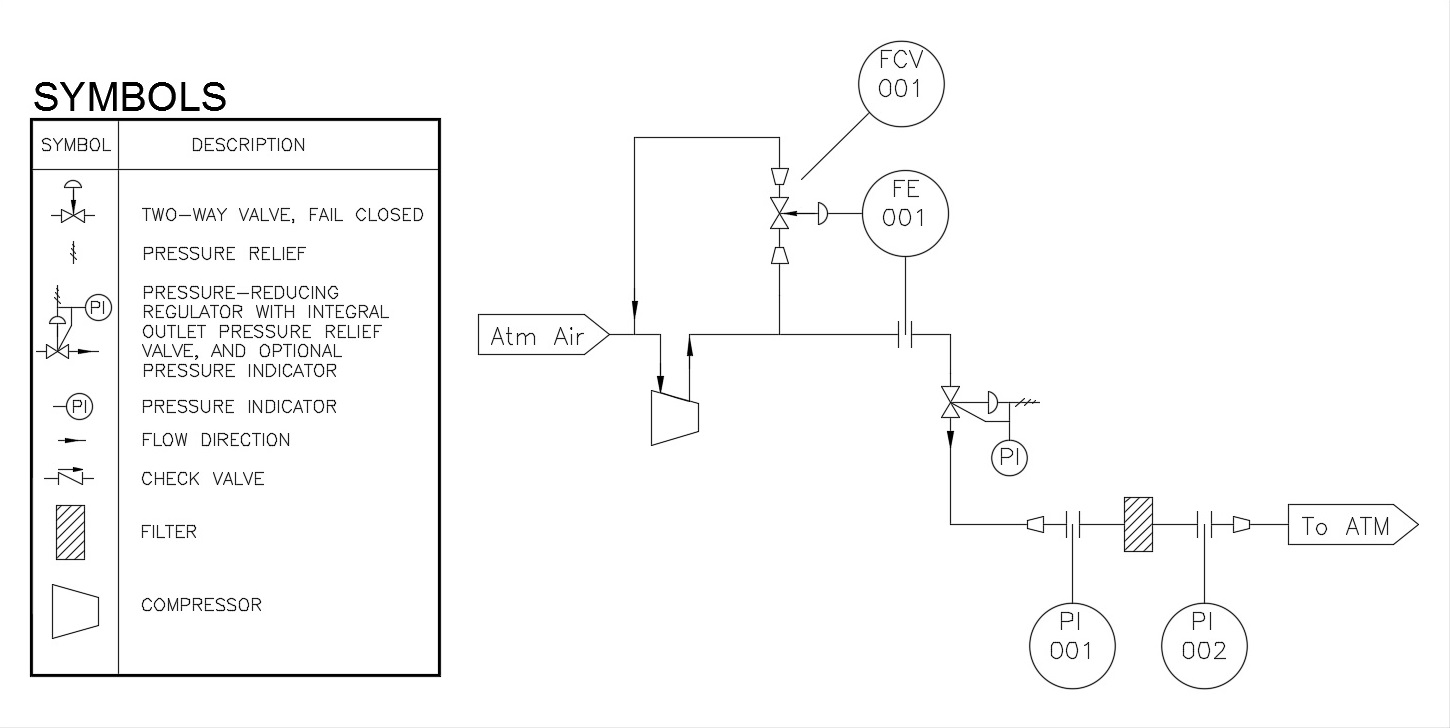 SYMBOLS
SYMBOL DESCRIPTION
TWO-WAY VALVE, FAIL CLOSED
PRESSURE RELIEF
PI
PRESSURE-REDUCING
REGULATOR WITH INTEGRAL
OUTLET PRESSURE RELIEF
VALVE, AND OPTIONAL
PRESSURE INDICATOR
PI PRESSURE INDICATOR
FLOW DIRECTION
CHECK VALVE
FILTER
COMPRESSOR
FCV
001
FE
001
Atm Air
PI
To ATM
PI
001
PI
002